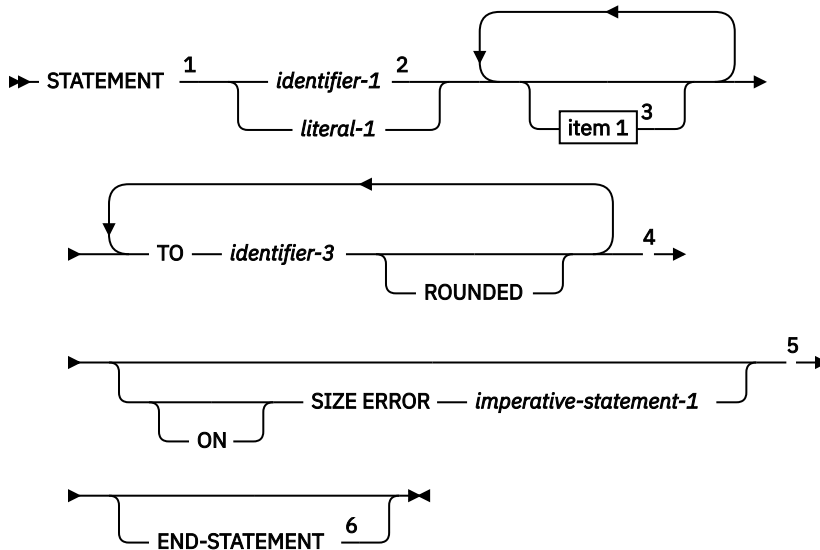 STATEMENT 1 identifier-1 2
literal-1 item 1 3
TO identifier-3 4
ROUNDED
5
SIZE ERROR imperative-statement-1
ON
END-STATEMENT 6